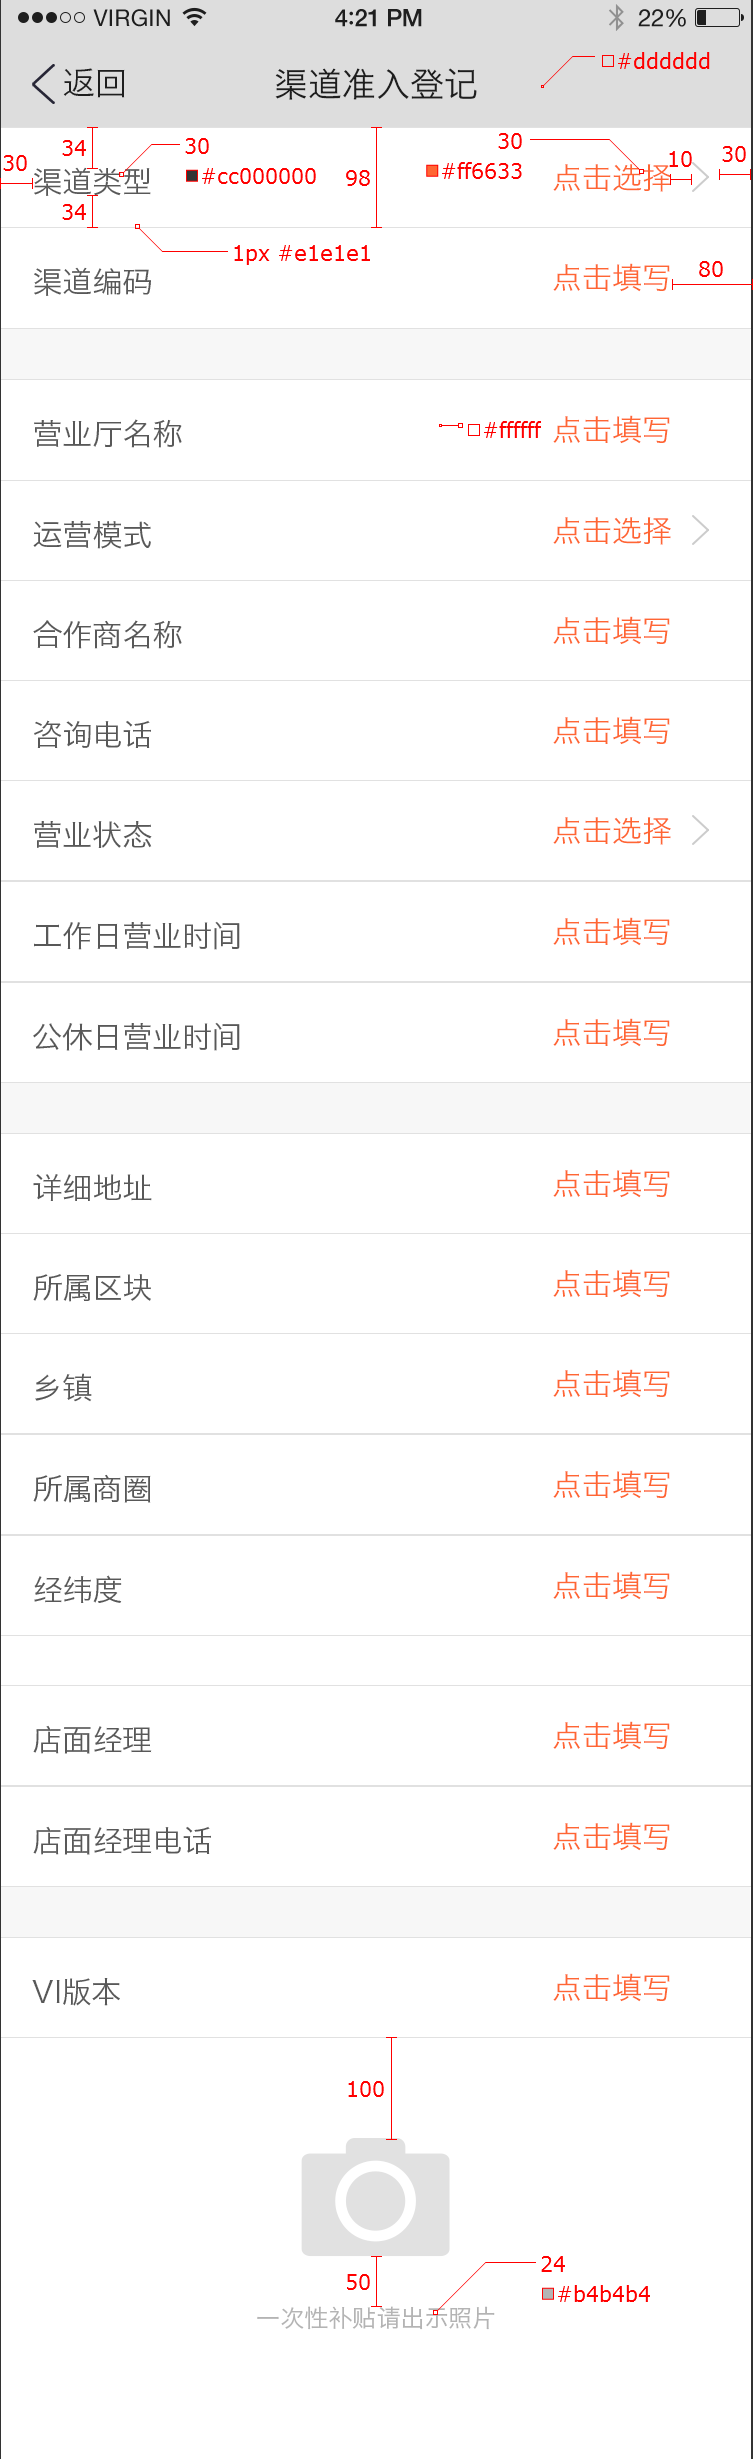 VIRGIN 4:21 PM 22%
返回 渠道准入登记 #dddddd
30 34 30 #cc000000 98 30 #ff6633 10 30
渠道类型 点击选择
34
1px #e1e1e1
渠道编码 点击填写 80
营业厅名称 #ffffff 点击填写
运营模式 点击选择
合作商名称 点击填写
咨询电话 点击填写
营业状态 点击选择
工作日营业时间 点击填写
公休日营业时间 点击填写
详细地址 点击填写
所属区块 点击填写
乡镇 点击填写
所属商圈 点击填写
经纬度 点击填写
店面经理 点击填写
店面经理电话 点击填写
VI版本 点击填写
100
24
50 #b4b4b4
一次性补贴请出示照片